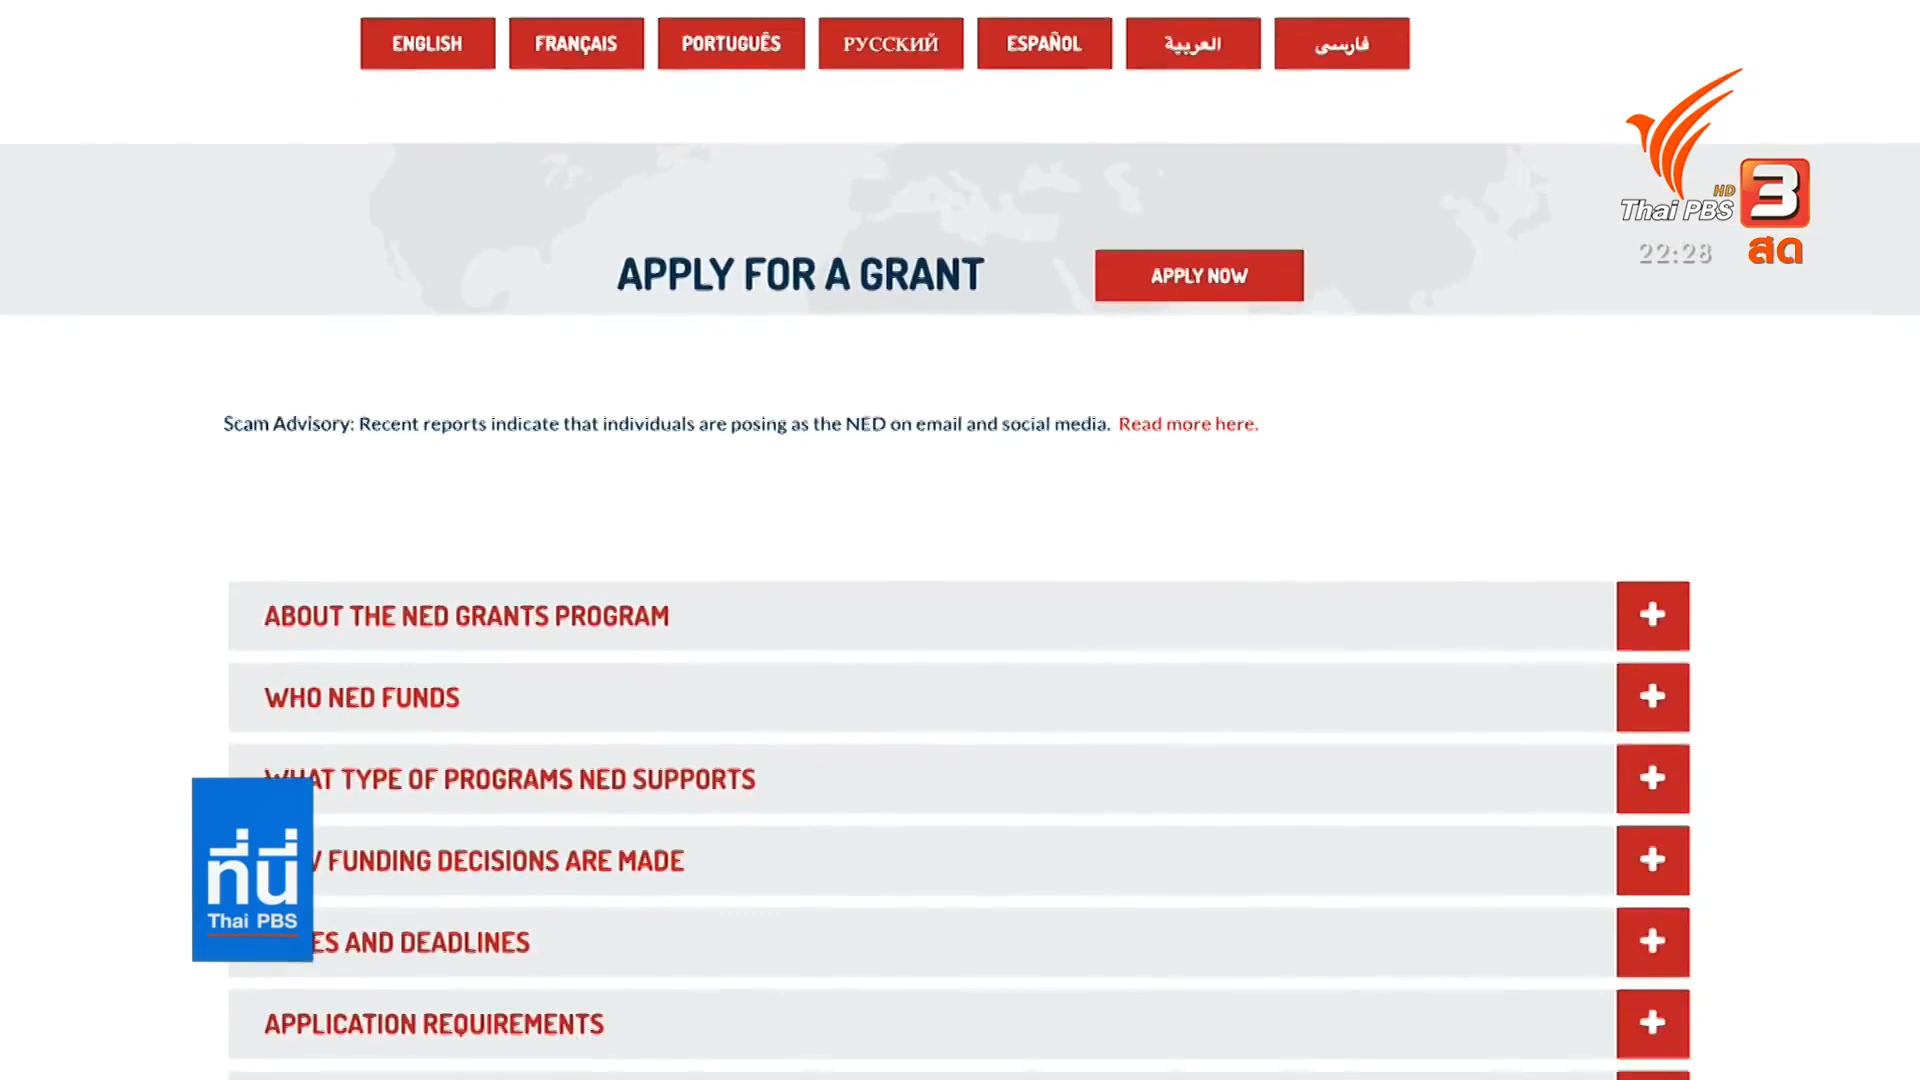 ENGLISH
FRANÇAIS
PORTUGUÊS
РУССКИЙ
ESPAÑOL
العربية
فارسی
HD
Thai PBS
3
22:28
สด
APPLY FOR A GRANT
APPLY NOW
Scam Advisory: Recent reports indicate that individuals are posing as the NED on email and social media. Read more here.
ABOUT THE NED GRANTS PROGRAM
WHO NED FUNDS
WHAT TYPE OF PROGRAMS NED SUPPORTS
FUNDING DECISIONS ARE MADE
AND DEADLINES
APPLICATION REQUIREMENTS
ที่นี่
Thai PBS